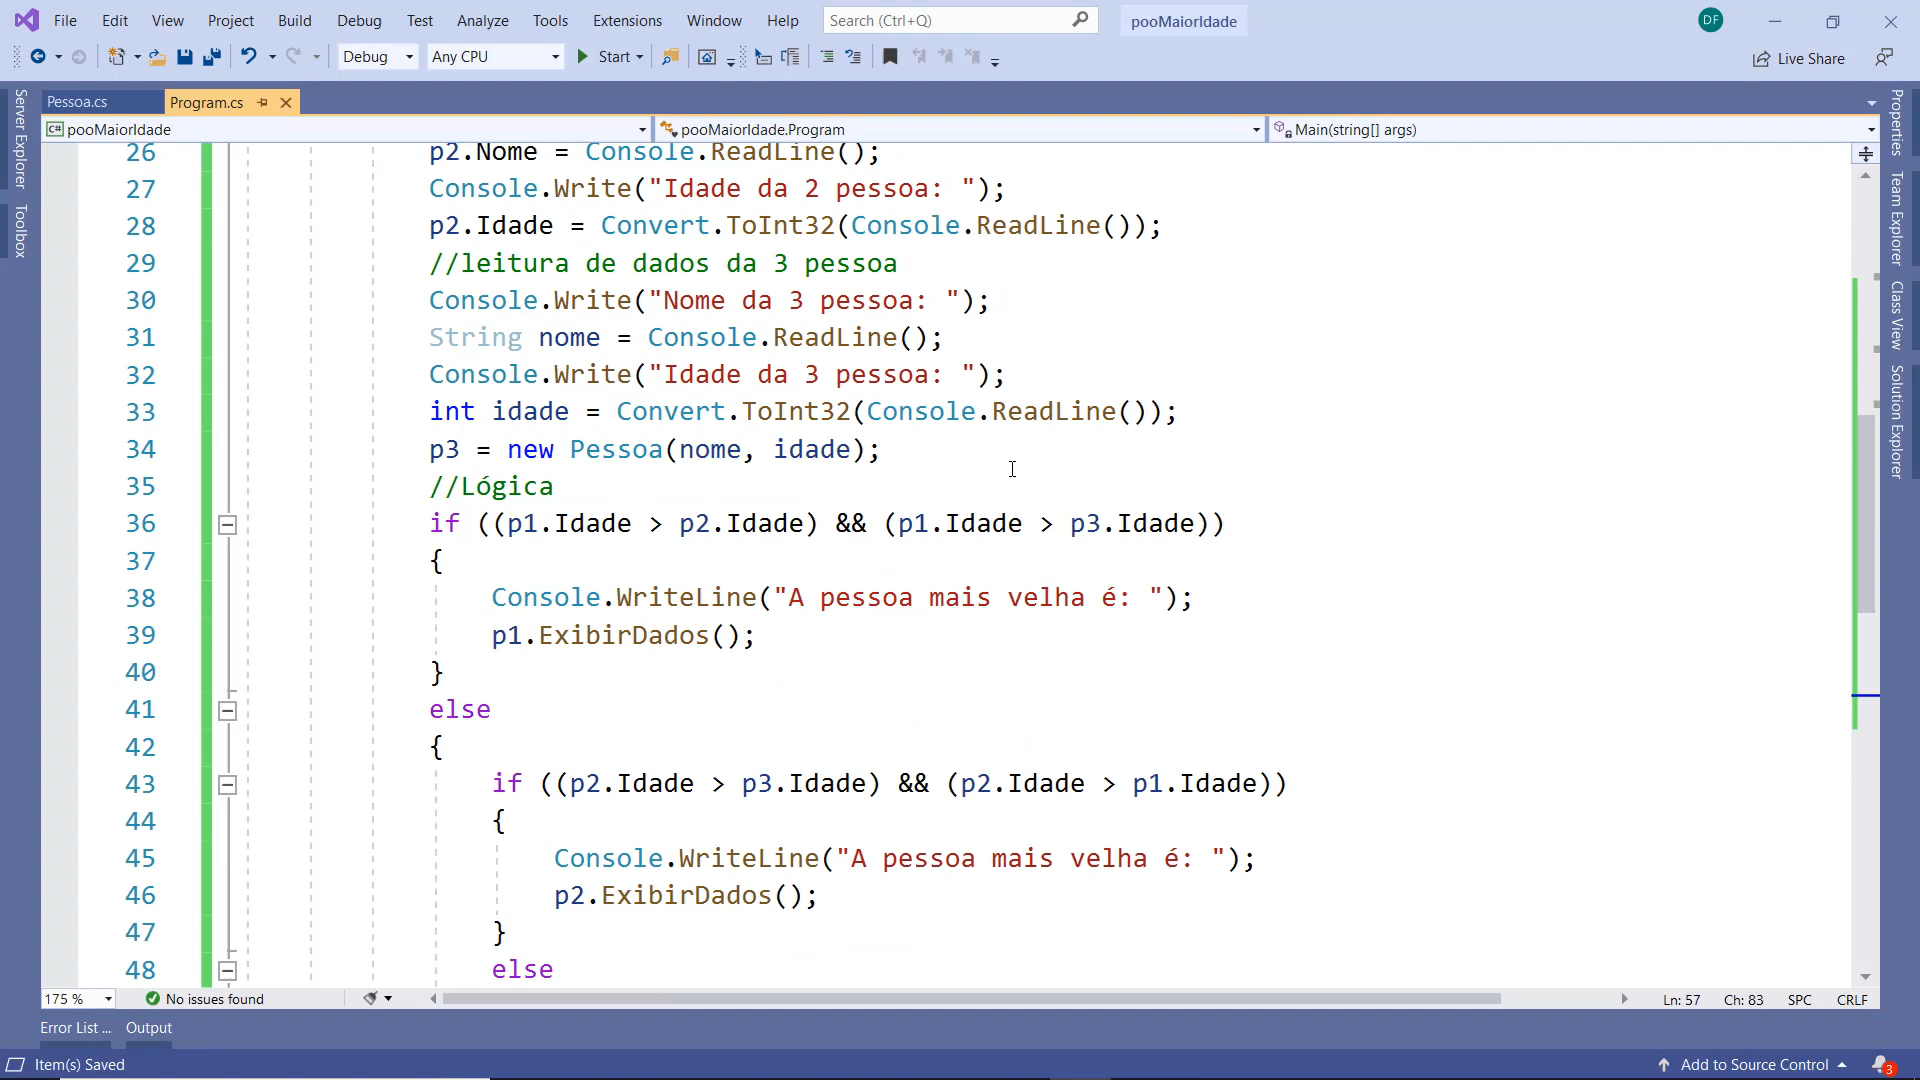 File Edit View Project Build Debug Test Analyze Tools Extensions Window Help Search (Ctrl+Q) pooMaiorIdade DF
Debug Any CPU Start Live Share
Pessoa.cs Program.cs
C# pooMaiorIdade pooMaiorIdade.Program Main(string[] args)
Server Explorer
Toolbox
26 p2.Nome = Console.ReadLine();
27 Console.Write("Idade da 2 pessoa: ");
28 p2.Idade = Convert.ToInt32(Console.ReadLine());
29 //leitura de dados da 3 pessoa
30 Console.Write("Nome da 3 pessoa: ");
31 String nome = Console.ReadLine();
32 Console.Write("Idade da 3 pessoa: ");
33 int idade = Convert.ToInt32(Console.ReadLine());
34 p3 = new Pessoa(nome, idade);
35 //Lógica
36 if ((p1.Idade > p2.Idade) && (p1.Idade > p3.Idade))
37 {
38 Console.WriteLine("A pessoa mais velha é: ");
39 p1.ExibirDados();
40 }
41 else
42 {
43 if ((p2.Idade > p3.Idade) && (p2.Idade > p1.Idade))
44 {
45 Console.WriteLine("A pessoa mais velha é: ");
46 p2.ExibirDados();
47 }
48 else
Properties
Team Explorer
Class View
Solution Explorer
175 % No issues found Ln: 57 Ch: 83 SPC CRLF
Error List ... Output
Item(s) Saved Add to Source Control 3